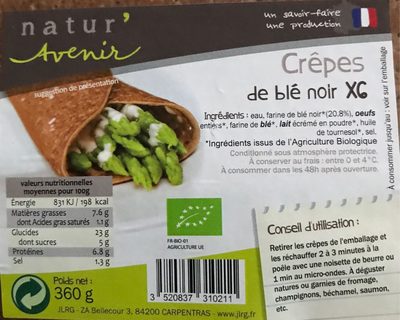 natur'
Avenir
un savoir-faire
une production
Crêpes
de blé noir XG
suggestion de présentation
Ingrédients : eau, farine de blé noir*(20.8%), oeufs
entiers*, farine de blé*, lait écrémé en poudre*, huile
de tournesol*, sel.
*Ingrédients issus de l'Agriculture Biologique
Conditionné sous atmosphère protectrice.
À conserver au frais : entre 0 et 4°C.
À consommer dans les 48h après ouverture.
À consommer jusqu'au : voir sur l'emballage
valeurs nutritionnelles
moyennes pour 100g
Énergie 831 KJ / 198 kcal
Matières grasses 7.6 g
dont Acides gras saturés 1.3 g
Glucides 23 g
dont sucres 5 g
Protéines 6.8 g
Sel 1.3 g
FR-BIO-01
AGRICULTURE UE
Conseil d'utilisation :
Retirer les crêpes de l'emballage et
les réchauffer 2 à 3 minutes à la
poêle avec une noisette de beurre ou
1 min au micro-ondes. À déguster
natures ou garnies de fromage,
champignons, béchamel, saumon,
etc.
Poids net :
360 g
3 520837 310211
JLRG - ZA Bellecour 3, 84200 CARPENTRAS - www.jlrg.fr